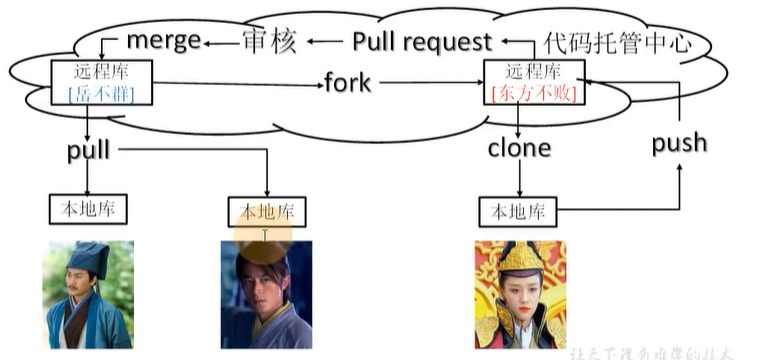 merge
审核
Pull request
代码托管中心
远程库
[岳不群]
fork
远程库
[东方不败]
pull
clone
push
本地库
本地库
本地库
让天下没有难学的技术